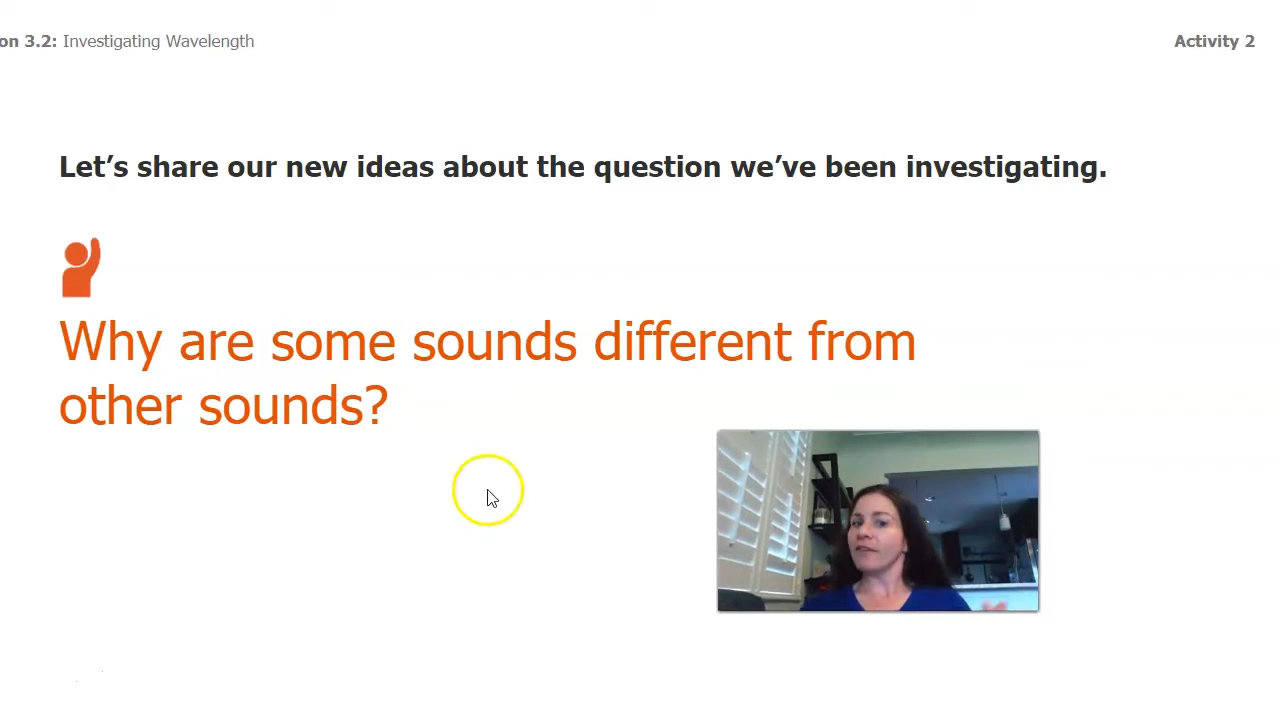 on 3.2: Investigating Wavelength
Activity 2
Let’s share our new ideas about the question we’ve been investigating.
Why are some sounds different from
other sounds?